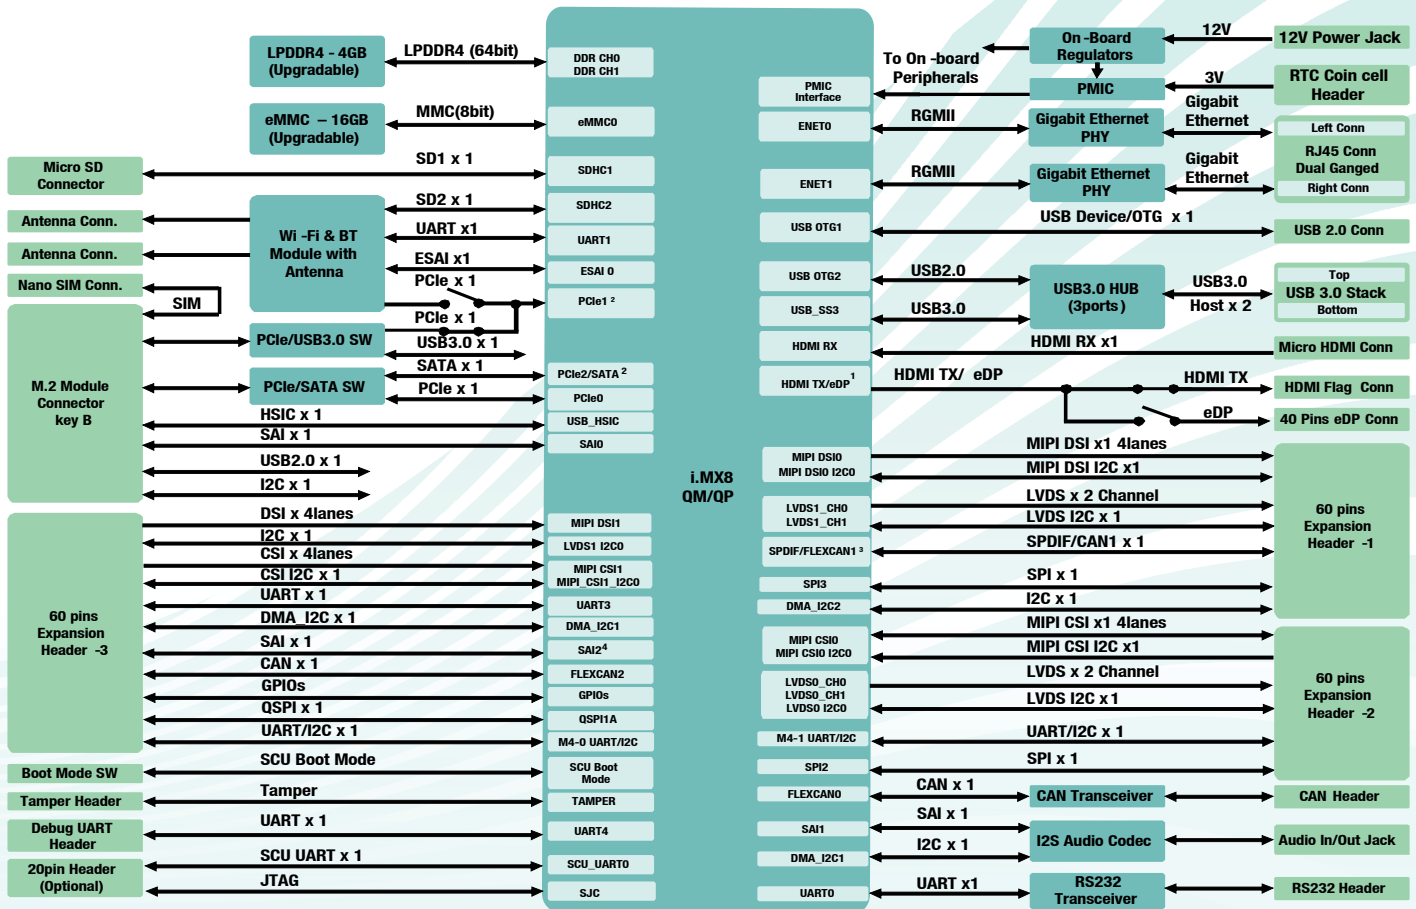 LPDDR4 - 4GB
(Upgradable)
LPDDR4 (64bit)
DDR CH0
DDR CH1
eMMC – 16GB
(Upgradable)
MMC(8bit)
eMMC0
Micro SD
Connector
SD1 x 1
SDHC1
Antenna Conn.
Antenna Conn.
Wi -Fi & BT
Module with
Antenna
SD2 x 1
SDHC2
UART x1
UART1
ESAI x1
ESAI 0
PCIe x 1
PCIe1 2
Nano SIM Conn.
SIM
PCIe x 1
PCIe/USB3.0 SW
USB3.0 x 1
M.2 Module
Connector
key B
PCIe/SATA SW
SATA x 1
PCIe2/SATA 2
PCIe x 1
PCIe0
HSIC x 1
USB_HSIC
SAI x 1
SAI0
USB2.0 x 1
I2C x 1
60 pins
Expansion
Header -3
DSI x 4lanes
MIPI DSI1
I2C x 1
LVDS1 I2C0
CSI x 4lanes
MIPI CSI1
CSI I2C x 1
MIPI_CSI1_I2C0
UART x 1
UART3
DMA_I2C x 1
DMA_I2C1
SAI x 1
SAI2 4
CAN x 1
FLEXCAN2
GPIOs
GPIOs
QSPI x 1
QSPI1A
UART/I2C x 1
M4-0 UART/I2C
Boot Mode SW
SCU Boot Mode
SCU Boot
Mode
Tamper Header
Tamper
TAMPER
Debug UART
Header
UART x 1
UART4
20pin Header
(Optional)
SCU UART x 1
SCU_UART0
JTAG
SJC
i.MX8
QM/QP
To On -board
Peripherals
On -Board
Regulators
12V
12V Power Jack
PMIC
Interface
PMIC
3V
RTC Coin cell
Header
ENET0
RGMII
Gigabit Ethernet
PHY
Gigabit
Ethernet
Left Conn
RJ45 Conn
Dual Ganged
Right Conn
ENET1
RGMII
Gigabit Ethernet
PHY
Gigabit
Ethernet
USB OTG1
USB Device/OTG x 1
USB 2.0 Conn
USB OTG2
USB2.0
USB3.0 HUB
(3ports)
USB3.0
Host x 2
Top
USB 3.0 Stack
Bottom
USB_SS3
USB3.0
HDMI RX
HDMI RX x1
Micro HDMI Conn
HDMI TX/eDP 1
HDMI TX/ eDP
HDMI TX
HDMI Flag Conn
eDP
40 Pins eDP Conn
MIPI DSI0
MIPI DSI0 I2C0
MIPI DSI x1 4lanes
MIPI DSI I2C x1
LVDS1_CH0
LVDS1_CH1
LVDS x 2 Channel
LVDS I2C x 1
SPDIF/FLEXCAN1 3
SPDIF/CAN1 x 1
SPI3
SPI x 1
DMA_I2C2
I2C x 1
60 pins
Expansion
Header -1
MIPI CSI0
MIPI CSI0 I2C0
MIPI CSI x1 4lanes
MIPI CSI I2C x1
LVDS0_CH0
LVDS0_CH1
LVDS0 I2C0
LVDS x 2 Channel
LVDS I2C x 1
M4-1 UART/I2C
UART/I2C x 1
SPI2
SPI x 1
60 pins
Expansion
Header -2
FLEXCAN0
CAN x 1
CAN Transceiver
CAN Header
SAI1
SAI x 1
I2S Audio Codec
Audio In/Out Jack
DMA_I2C1
I2C x 1
UART0
UART x1
RS232
Transceiver
RS232 Header